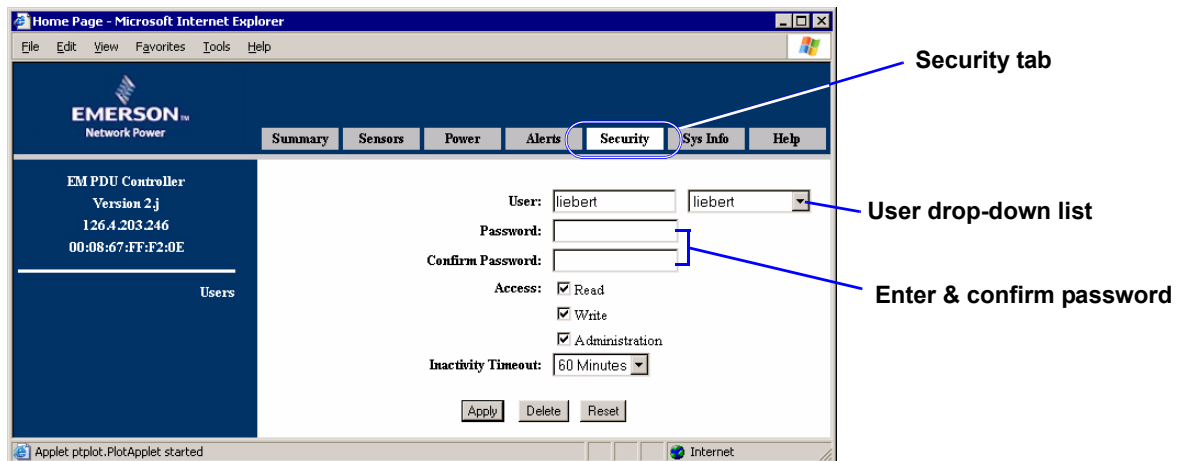 Home Page - Microsoft Internet Explorer
File Edit View Favorites Tools Help
Security tab
EMERSON TM
Network Power
Summary Sensors Power Alerts Security Sys Info Help
EM PDU Controller
Version 2.j
126.4.203.246
00:08:67:FF:F2:0E
Users
User: liebert liebert
User drop-down list
Password:
Confirm Password:
Enter & confirm password
Access: Read
Write
Administration
Inactivity Timeout: 60 Minutes
Apply Delete Reset
Applet ptplot.PlotApplet started Internet